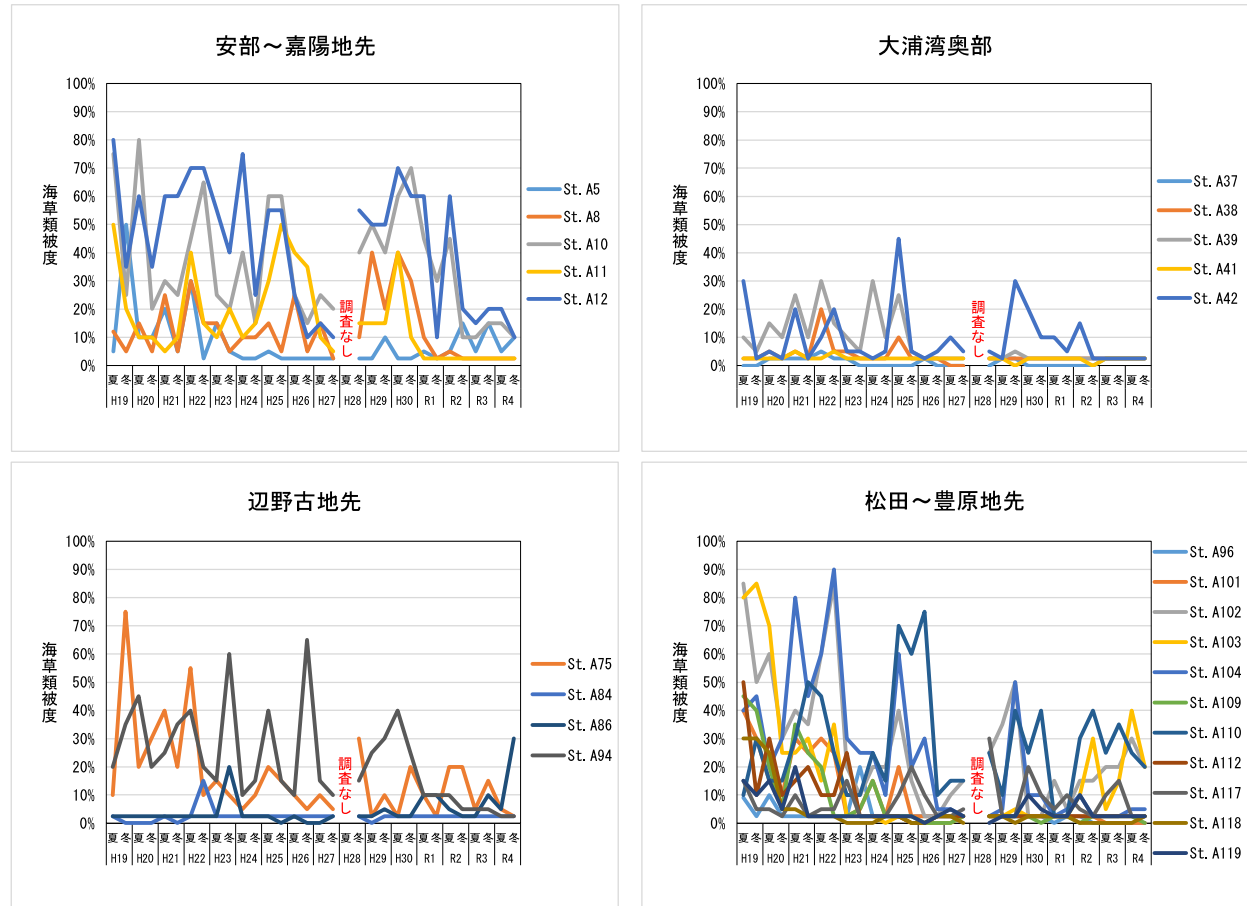 安部～嘉陽地先
100%
90%
80%
70%
60%
50%
40%
30%
20%
10%
0%
海草類被度
調査なし
夏 冬 夏 冬 夏 冬 夏 冬 夏 冬 夏 冬 夏 冬 夏 冬 夏 冬 夏 冬 夏 冬 夏 冬 夏 冬 夏 冬 夏 冬 夏 冬
H19 H20 H21 H22 H23 H24 H25 H26 H27 H28 H29 H30 R1 R2 R3 R4
St. A5
St. A8
St. A10
St. A11
St. A12
大浦湾奥部
100%
90%
80%
70%
60%
50%
40%
30%
20%
10%
0%
海草類被度
調査なし
夏 冬 夏 冬 夏 冬 夏 冬 夏 冬 夏 冬 夏 冬 夏 冬 夏 冬 夏 冬 夏 冬 夏 冬 夏 冬 夏 冬 夏 冬 夏 冬
H19 H20 H21 H22 H23 H24 H25 H26 H27 H28 H29 H30 R1 R2 R3 R4
St. A37
St. A38
St. A39
St. A41
St. A42
辺野古地先
100%
90%
80%
70%
60%
50%
40%
30%
20%
10%
0%
海草類被度
調査なし
夏 冬 夏 冬 夏 冬 夏 冬 夏 冬 夏 冬 夏 冬 夏 冬 夏 冬 夏 冬 夏 冬 夏 冬 夏 冬 夏 冬 夏 冬 夏 冬
H19 H20 H21 H22 H23 H24 H25 H26 H27 H28 H29 H30 R1 R2 R3 R4
St. A75
St. A84
St. A86
St. A94
松田～豊原地先
100%
90%
80%
70%
60%
50%
40%
30%
20%
10%
0%
海草類被度
調査なし
夏 冬 夏 冬 夏 冬 夏 冬 夏 冬 夏 冬 夏 冬 夏 冬 夏 冬 夏 冬 夏 冬 夏 冬 夏 冬 夏 冬 夏 冬 夏 冬
H19 H20 H21 H22 H23 H24 H25 H26 H27 H28 H29 H30 R1 R2 R3 R4
St. A96
St. A101
St. A102
St. A103
St. A104
St. A109
St. A110
St. A112
St. A117
St. A118
St. A119